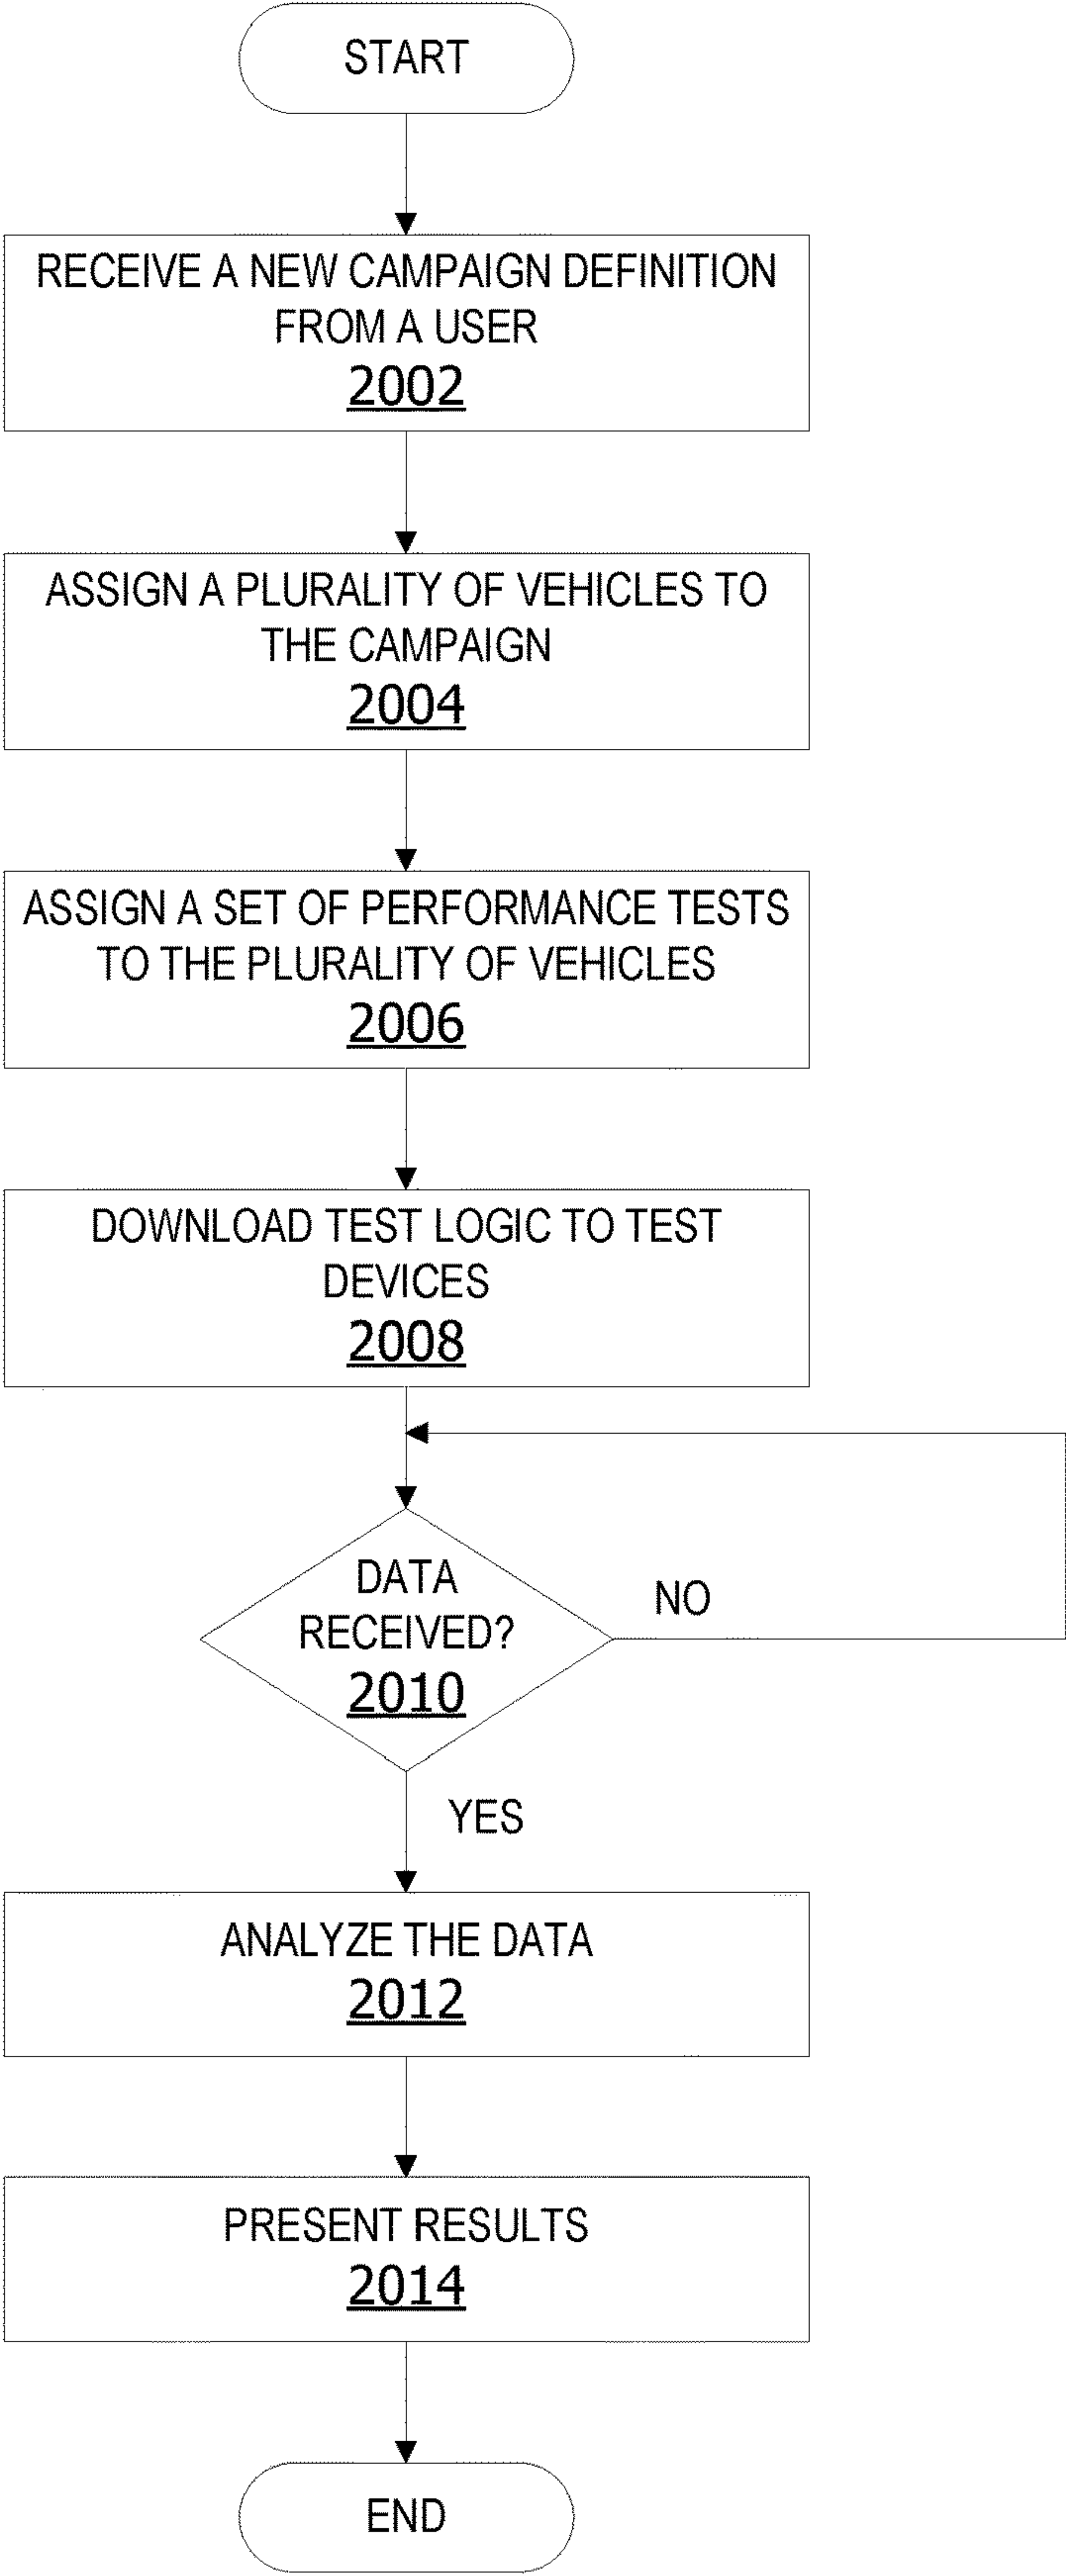 START
RECEIVE A NEW CAMPAIGN DEFINITION
FROM A USER
2002
ASSIGN A PLURALITY OF VEHICLES TO
THE CAMPAIGN
2004
ASSIGN A SET OF PERFORMANCE TESTS
TO THE PLURALITY OF VEHICLES
2006
DOWNLOAD TEST LOGIC TO TEST
DEVICES
2008
DATA
RECEIVED?
2010
NO
YES
ANALYZE THE DATA
2012
PRESENT RESULTS
2014
END